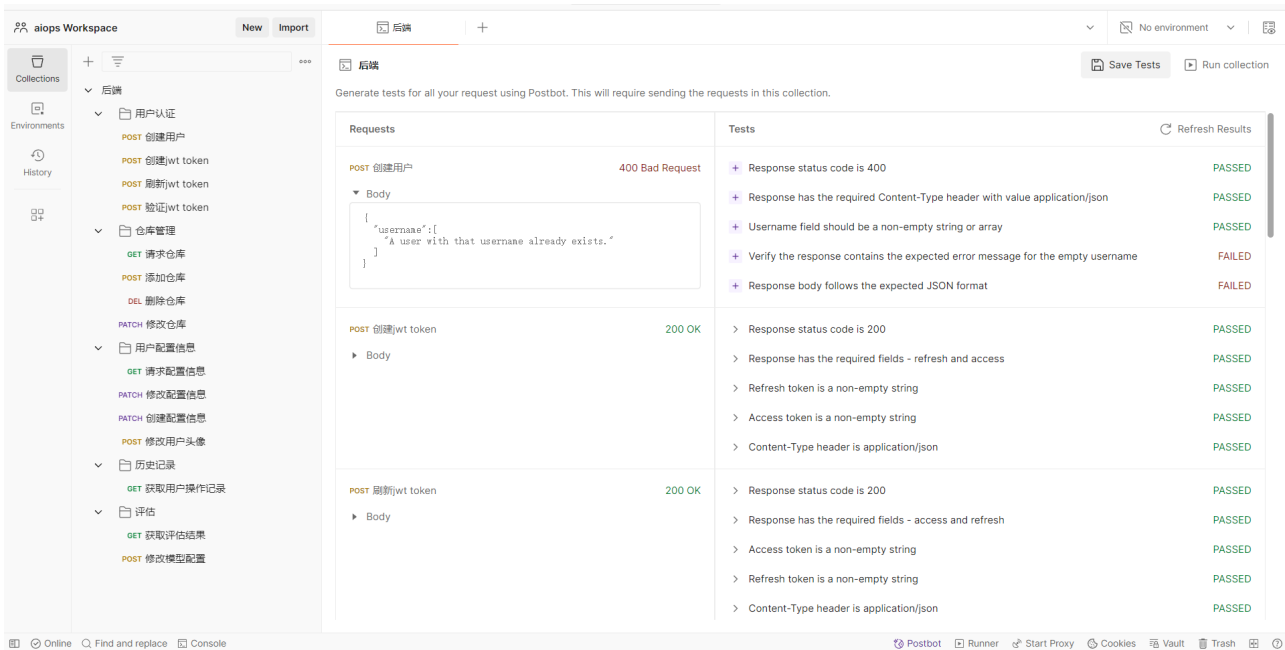 aiops Workspace
New
Import
后端
No environment
Collections
Environments
History
后端
用户认证
POST 创建用户
POST 创建jwt token
POST 刷新jwt token
POST 验证jwt token
仓库管理
GET 请求仓库
POST 添加仓库
DEL 删除仓库
PATCH 修改仓库
用户配置信息
GET 请求配置信息
PATCH 修改配置信息
PATCH 创建配置信息
POST 修改用户头像
历史记录
GET 获取用户操作记录
评估
GET 获取评估结果
POST 修改模型配置
后端
Save Tests
Run collection
Generate tests for all your request using Postbot. This will require sending the requests in this collection.
Requests
Tests
Refresh Results
POST 创建用户
400 Bad Request
Body
{
"username":[
"A user with that username already exists."
]
}
Response status code is 400 PASSED
Response has the required Content-Type header with value application/json PASSED
Username field should be a non-empty string or array PASSED
Verify the response contains the expected error message for the empty username FAILED
Response body follows the expected JSON format FAILED
POST 创建jwt token
200 OK
Body
Response status code is 200 PASSED
Response has the required fields - refresh and access PASSED
Refresh token is a non-empty string PASSED
Access token is a non-empty string PASSED
Content-Type header is application/json PASSED
POST 刷新jwt token
200 OK
Body
Response status code is 200 PASSED
Response has the required fields - access and refresh PASSED
Access token is a non-empty string PASSED
Refresh token is a non-empty string PASSED
Content-Type header is application/json PASSED
Online
Find and replace
Console
Postbot
Runner
Start Proxy
Cookies
Vault
Trash